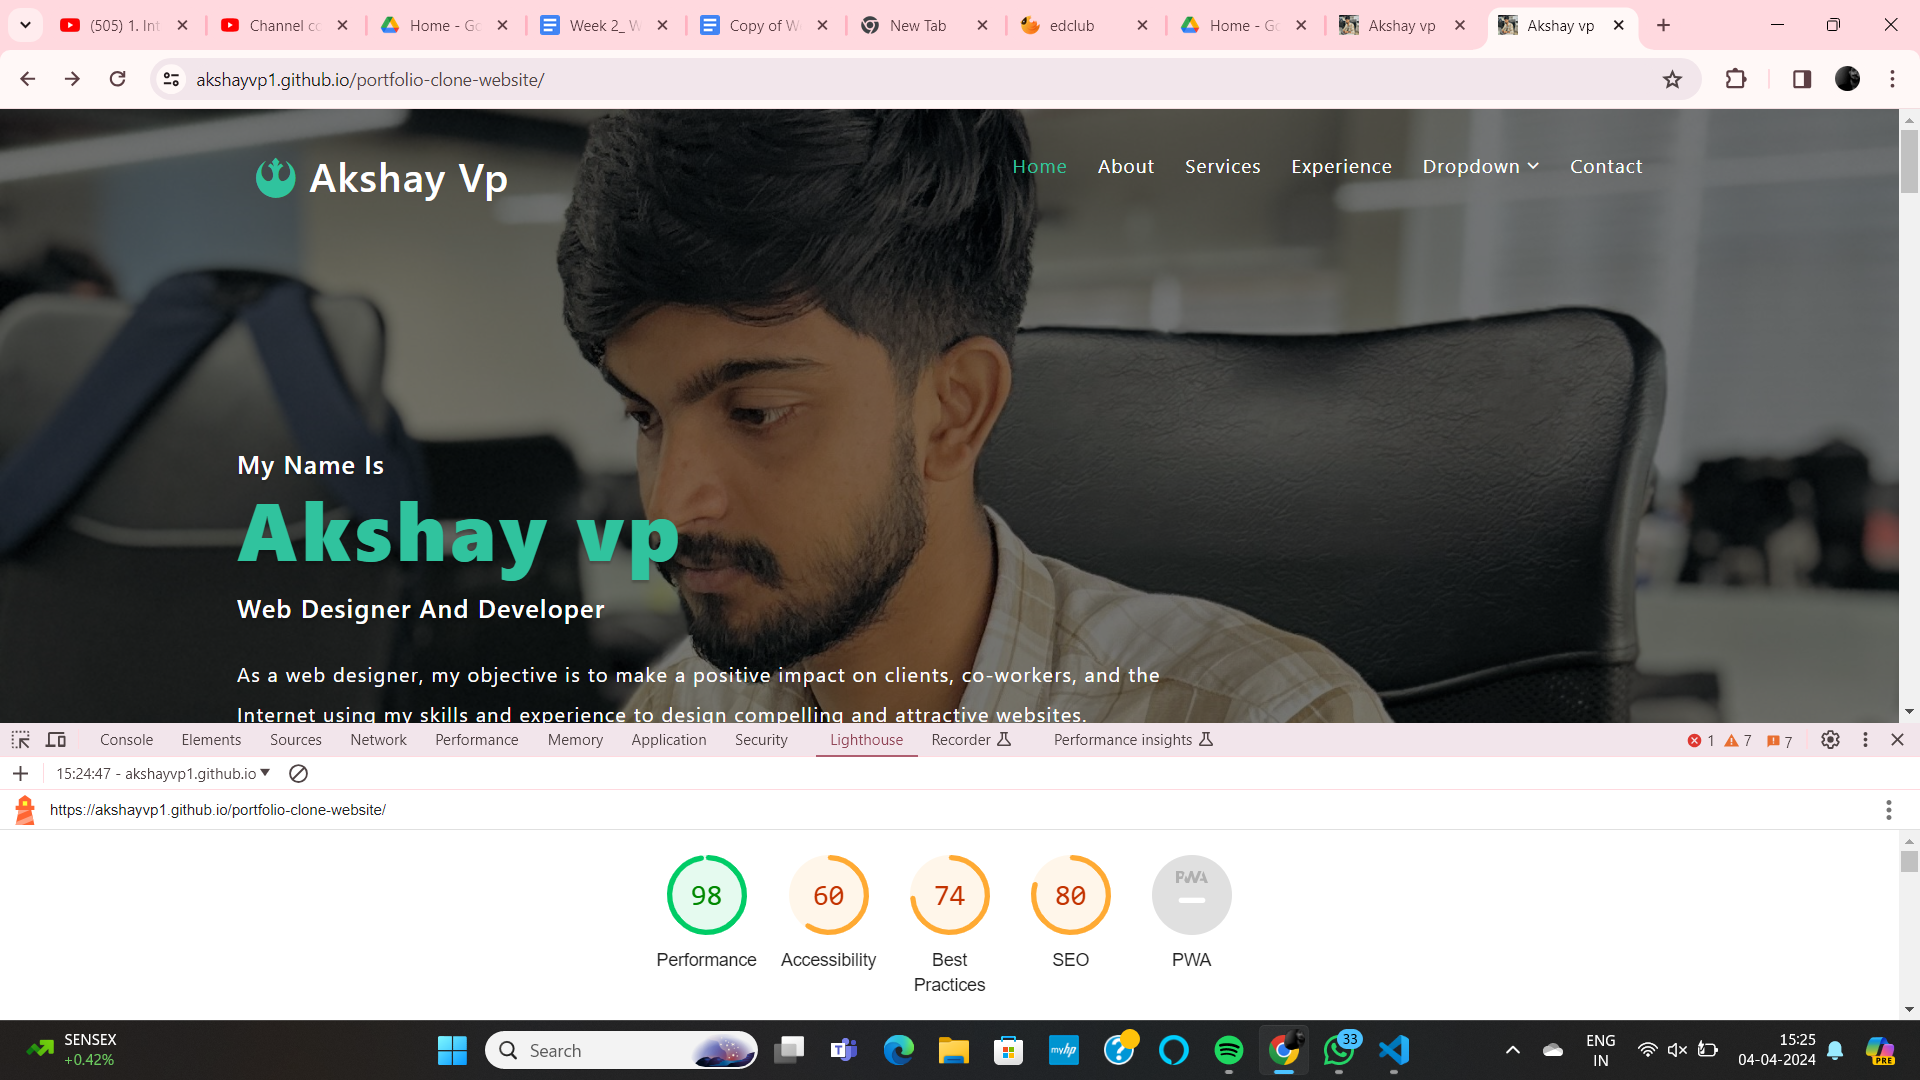 (505) 1. Int
Channel co
Home - Go
Week 2_ W
Copy of W
New Tab
edclub
Home - Go
Akshay vp
Akshay vp
akshayvp1.github.io/portfolio-clone-website/
Akshay Vp
Home About Services Experience Dropdown Contact
My Name Is
Akshay vp
Web Designer And Developer
As a web designer, my objective is to make a positive impact on clients, co-workers, and the
Internet using my skills and experience to design compelling and attractive websites.
Console Elements Sources Network Performance Memory Application Security Lighthouse Recorder Performance insights 1 7 7
15:24:47 - akshayvp1.github.io
https://akshayvp1.github.io/portfolio-clone-website/
98 60 74 80 PWA
Performance Accessibility Best Practices SEO PWA
SENSEX
+0.42%
Search
myhp
33
ENG
IN
15:25
04-04-2024
PRE